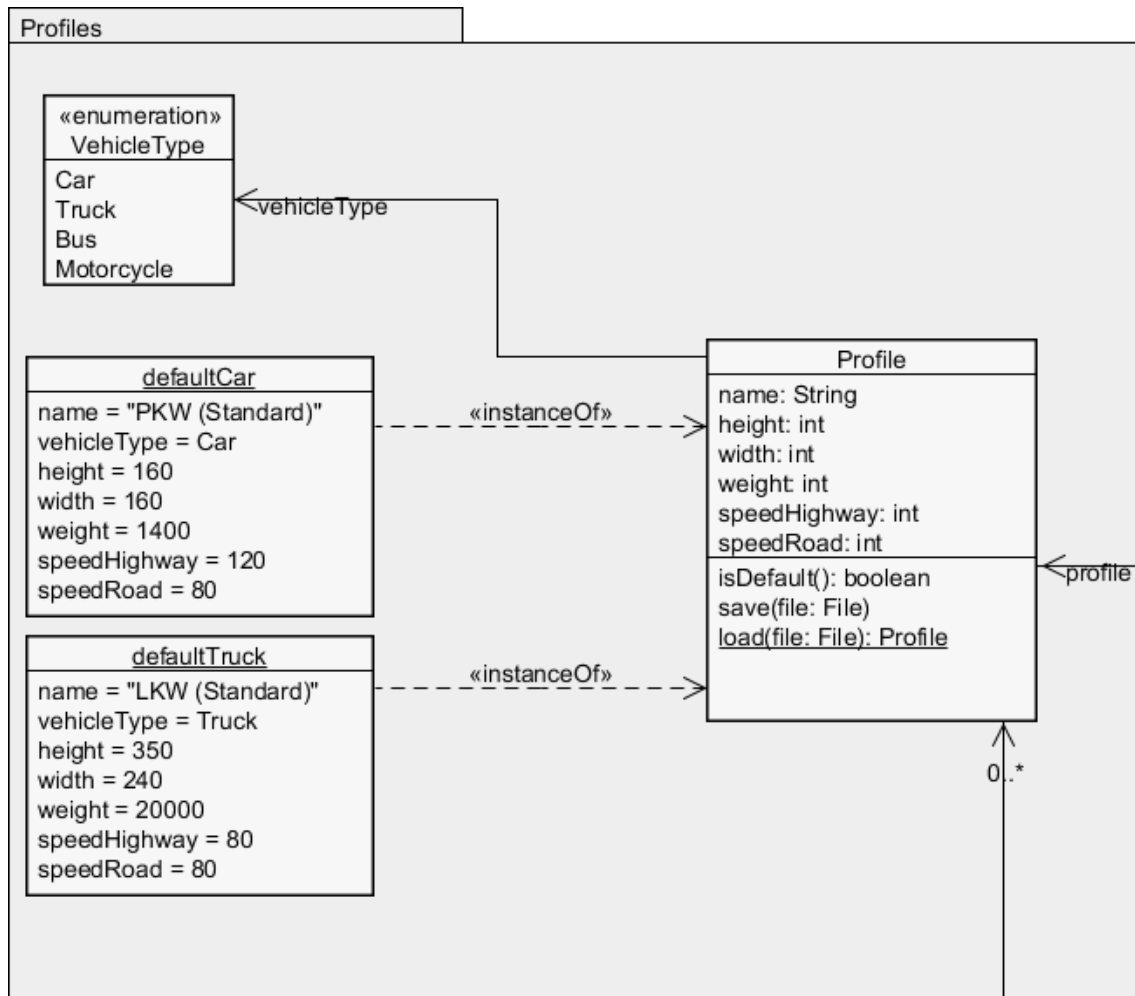 Profiles
«enumeration»
VehicleType
Car
Truck
Bus
Motorcycle
vehicleType
defaultCar
name = "PKW (Standard)"
vehicleType = Car
height = 160
width = 160
weight = 1400
speedHighway = 120
speedRoad = 80
«instanceOf»
Profile
name: String
height: int
width: int
weight: int
speedHighway: int
speedRoad: int
isDefault(): boolean
save(file: File)
load(file: File): Profile
profile
defaultTruck
name = "LKW (Standard)"
vehicleType = Truck
height = 350
width = 240
weight = 20000
speedHighway = 80
speedRoad = 80
«instanceOf»
0..*